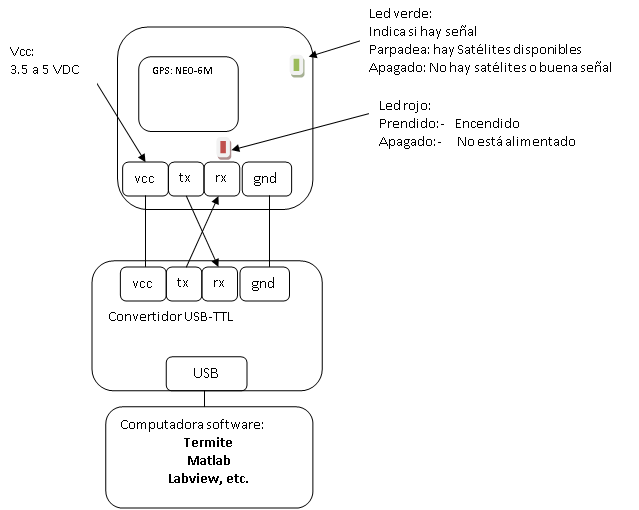 Led verde:
Indica si hay señal
Parpadea: hay Satélites disponibles
Apagado: No hay satélites o buena señal
Vcc:
3.5 a 5 VDC
GPS: NEO-6M
Led rojo:
Prendido:- Encendido
Apagado:- No está alimentado
vcc tx rx gnd
vcc tx rx gnd
Convertidor USB-TTL
USB
Computadora software:
Termite
Matlab
Labview, etc.